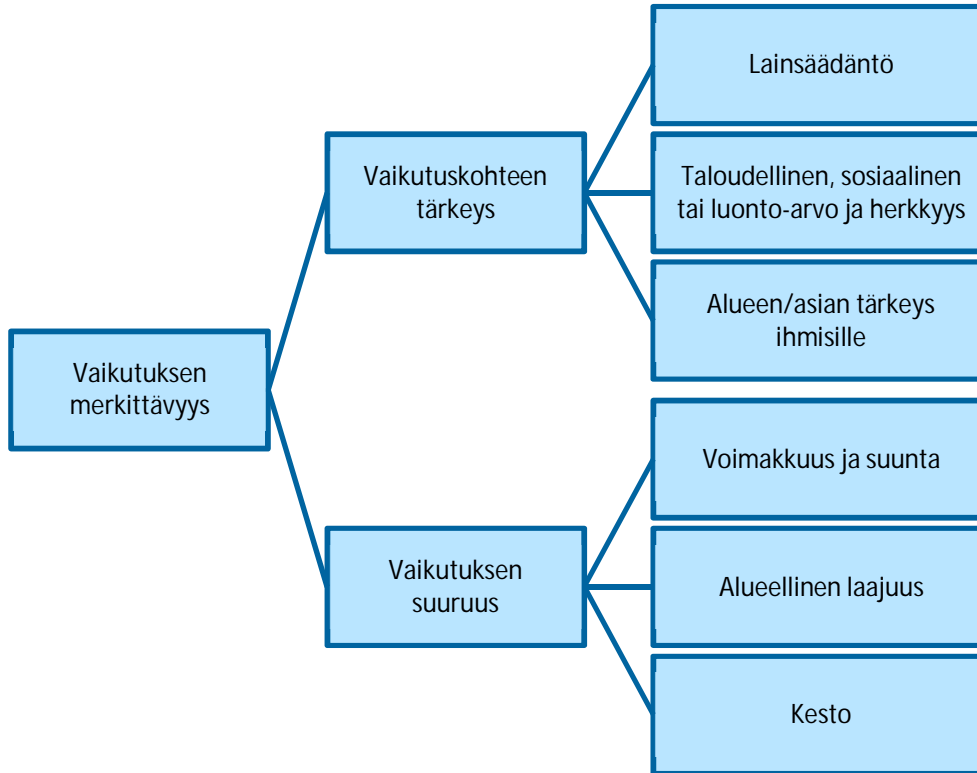 Lainsäädäntö
Vaikutuskohteen
tärkeys
Taloudellinen, sosiaalinen
tai luonto-arvo ja herkkyys
Alueen/asian tärkeys
ihmisille
Vaikutuksen
merkittävyys
Voimakkuus ja suunta
Vaikutuksen
suuruus
Alueellinen laajuus
Kesto